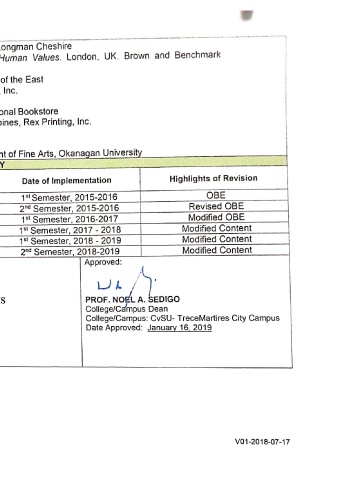 Longman Cheshire
Human Values. London, UK. Brown and Benchmark
of the East
Inc.
onal Bookstore
pines, Rex Printing, Inc.
nt of Fine Arts, Okanagan University
Y
Date of Implementation Highlights of Revision
1st Semester, 2015-2016 OBE
2nd Semester, 2015-2016 Revised OBE
1st Semester, 2016-2017 Modified OBE
1st Semester, 2017 - 2018 Modified Content
1st Semester, 2018 - 2019 Modified Content
2nd Semester, 2018-2019 Modified Content
Approved:
S PROF. NOEL A. SEDIGO
College/Campus Dean
College/Campus: CvSU- TreceMartires City Campus
Date Approved: January 16, 2019
V01-2018-07-17